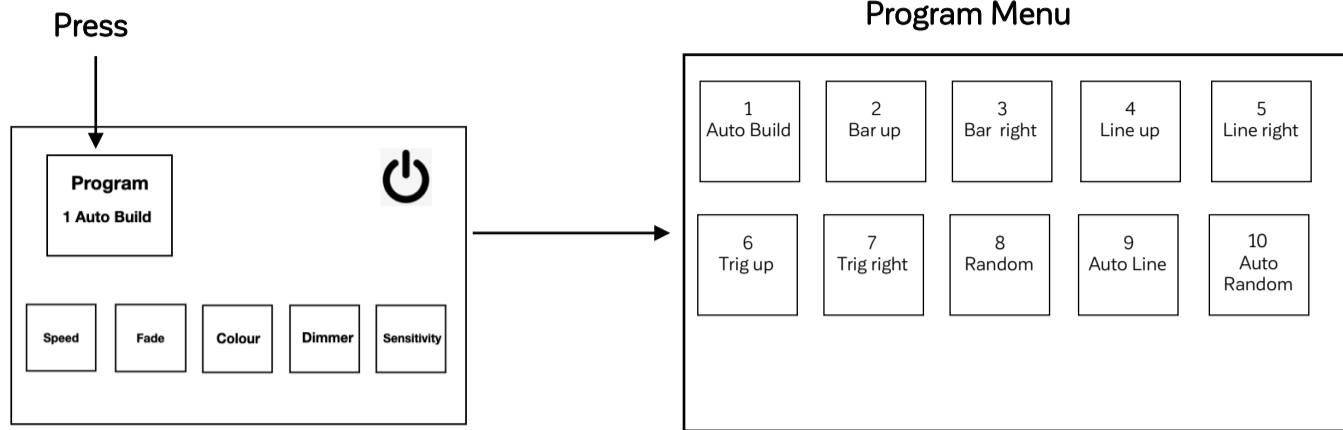 Press
Program Menu
Program
1 Auto Build
Speed
Fade
Colour
Dimmer
Sensitivity
1
Auto Build
2
Bar up
3
Bar right
4
Line up
5
Line right
6
Trig up
7
Trig right
8
Random
9
Auto Line
10
Auto
Random